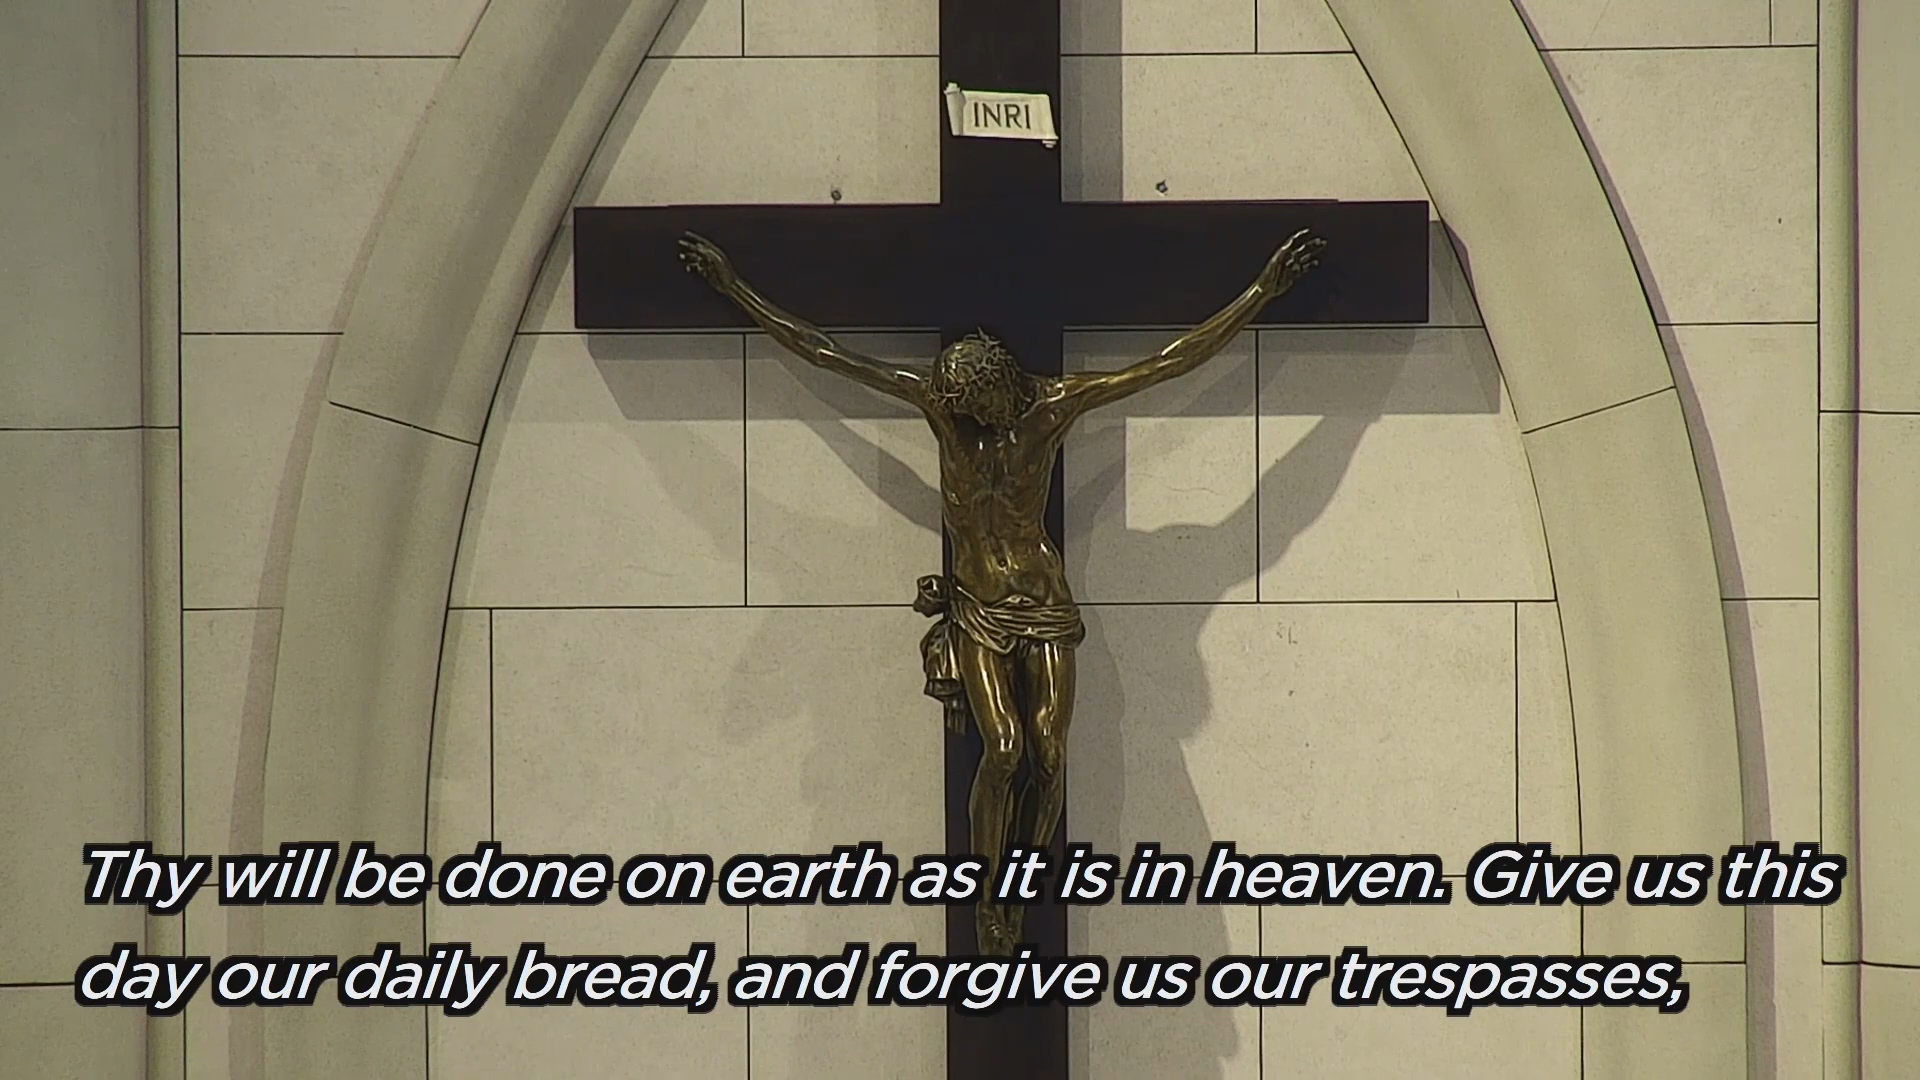 INRI
Thy will be done on earth as it is in heaven. Give us this
day our daily bread, and forgive us our trespasses,